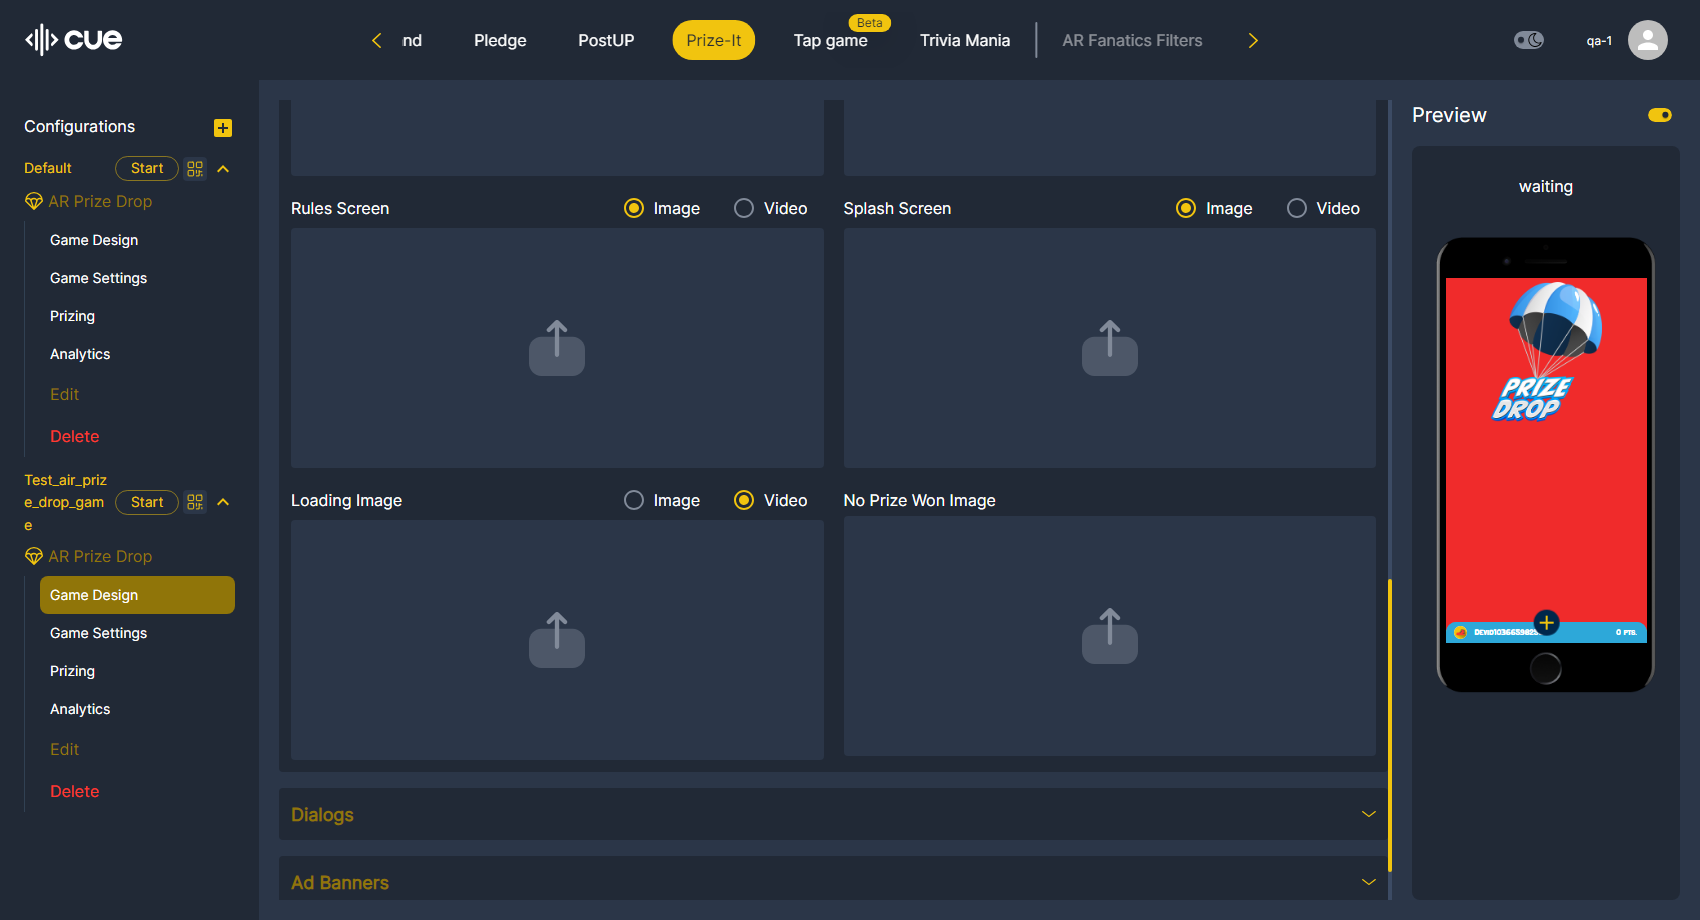 cue
nd
Pledge
PostUP
Prize-It
Beta
Tap game
Trivia Mania
AR Fanatics Filters
qa-1
Configurations
Default
Start
AR Prize Drop
Game Design
Game Settings
Prizing
Analytics
Edit
Delete
Test_air_priz
e_drop_gam
e
Start
AR Prize Drop
Game Design
Game Settings
Prizing
Analytics
Edit
Delete
Rules Screen
Image
Video
Splash Screen
Image
Video
Loading Image
Image
Video
No Prize Won Image
Dialogs
Ad Banners
Preview
waiting
PRIZE
DROP
0 PTS.